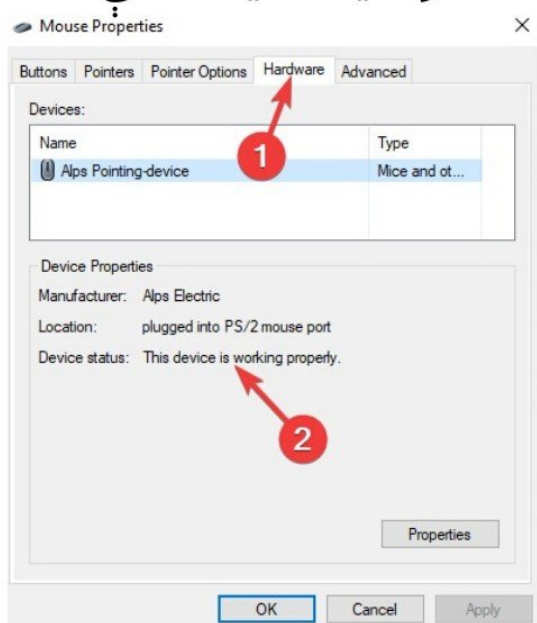 Mouse Properties
Buttons Pointers Pointer Options Hardware Advanced
Devices:
Name Type
Alps Pointing-device Mice and ot...
1
Device Properties
Manufacturer: Alps Electric
Location: plugged into PS/2 mouse port
Device status: This device is working properly.
2
Properties
OK Cancel Apply